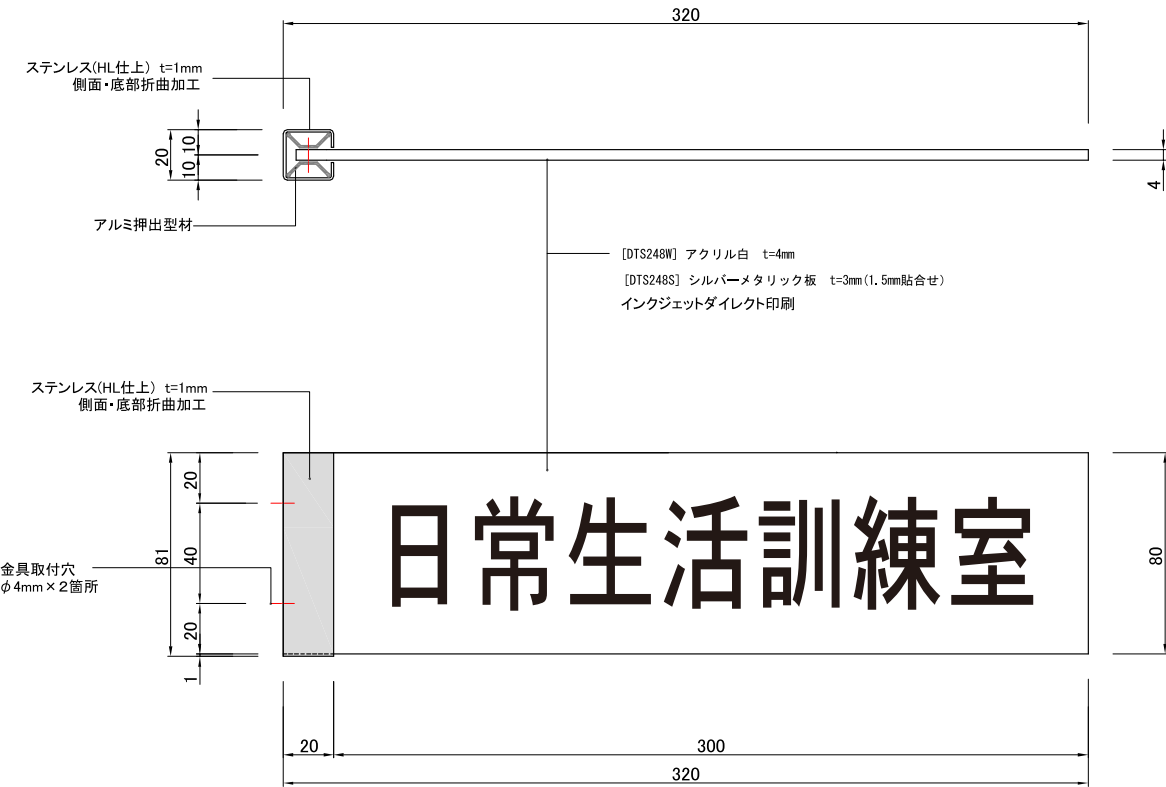 320
ステンレス(HL仕上) t=1mm
側面・底部折曲加工
20
10
10
4
アルミ押出型材
[DTS248W] アクリル白 t=4mm
[DTS248S] シルバーメタリック板 t=3mm(1.5mm貼合せ)
インクジェットダイレクト印刷
ステンレス(HL仕上) t=1mm
側面・底部折曲加工
81
20
40
20
1
金具取付穴
φ4mm×2箇所
日常生活訓練室
80
20
300
320